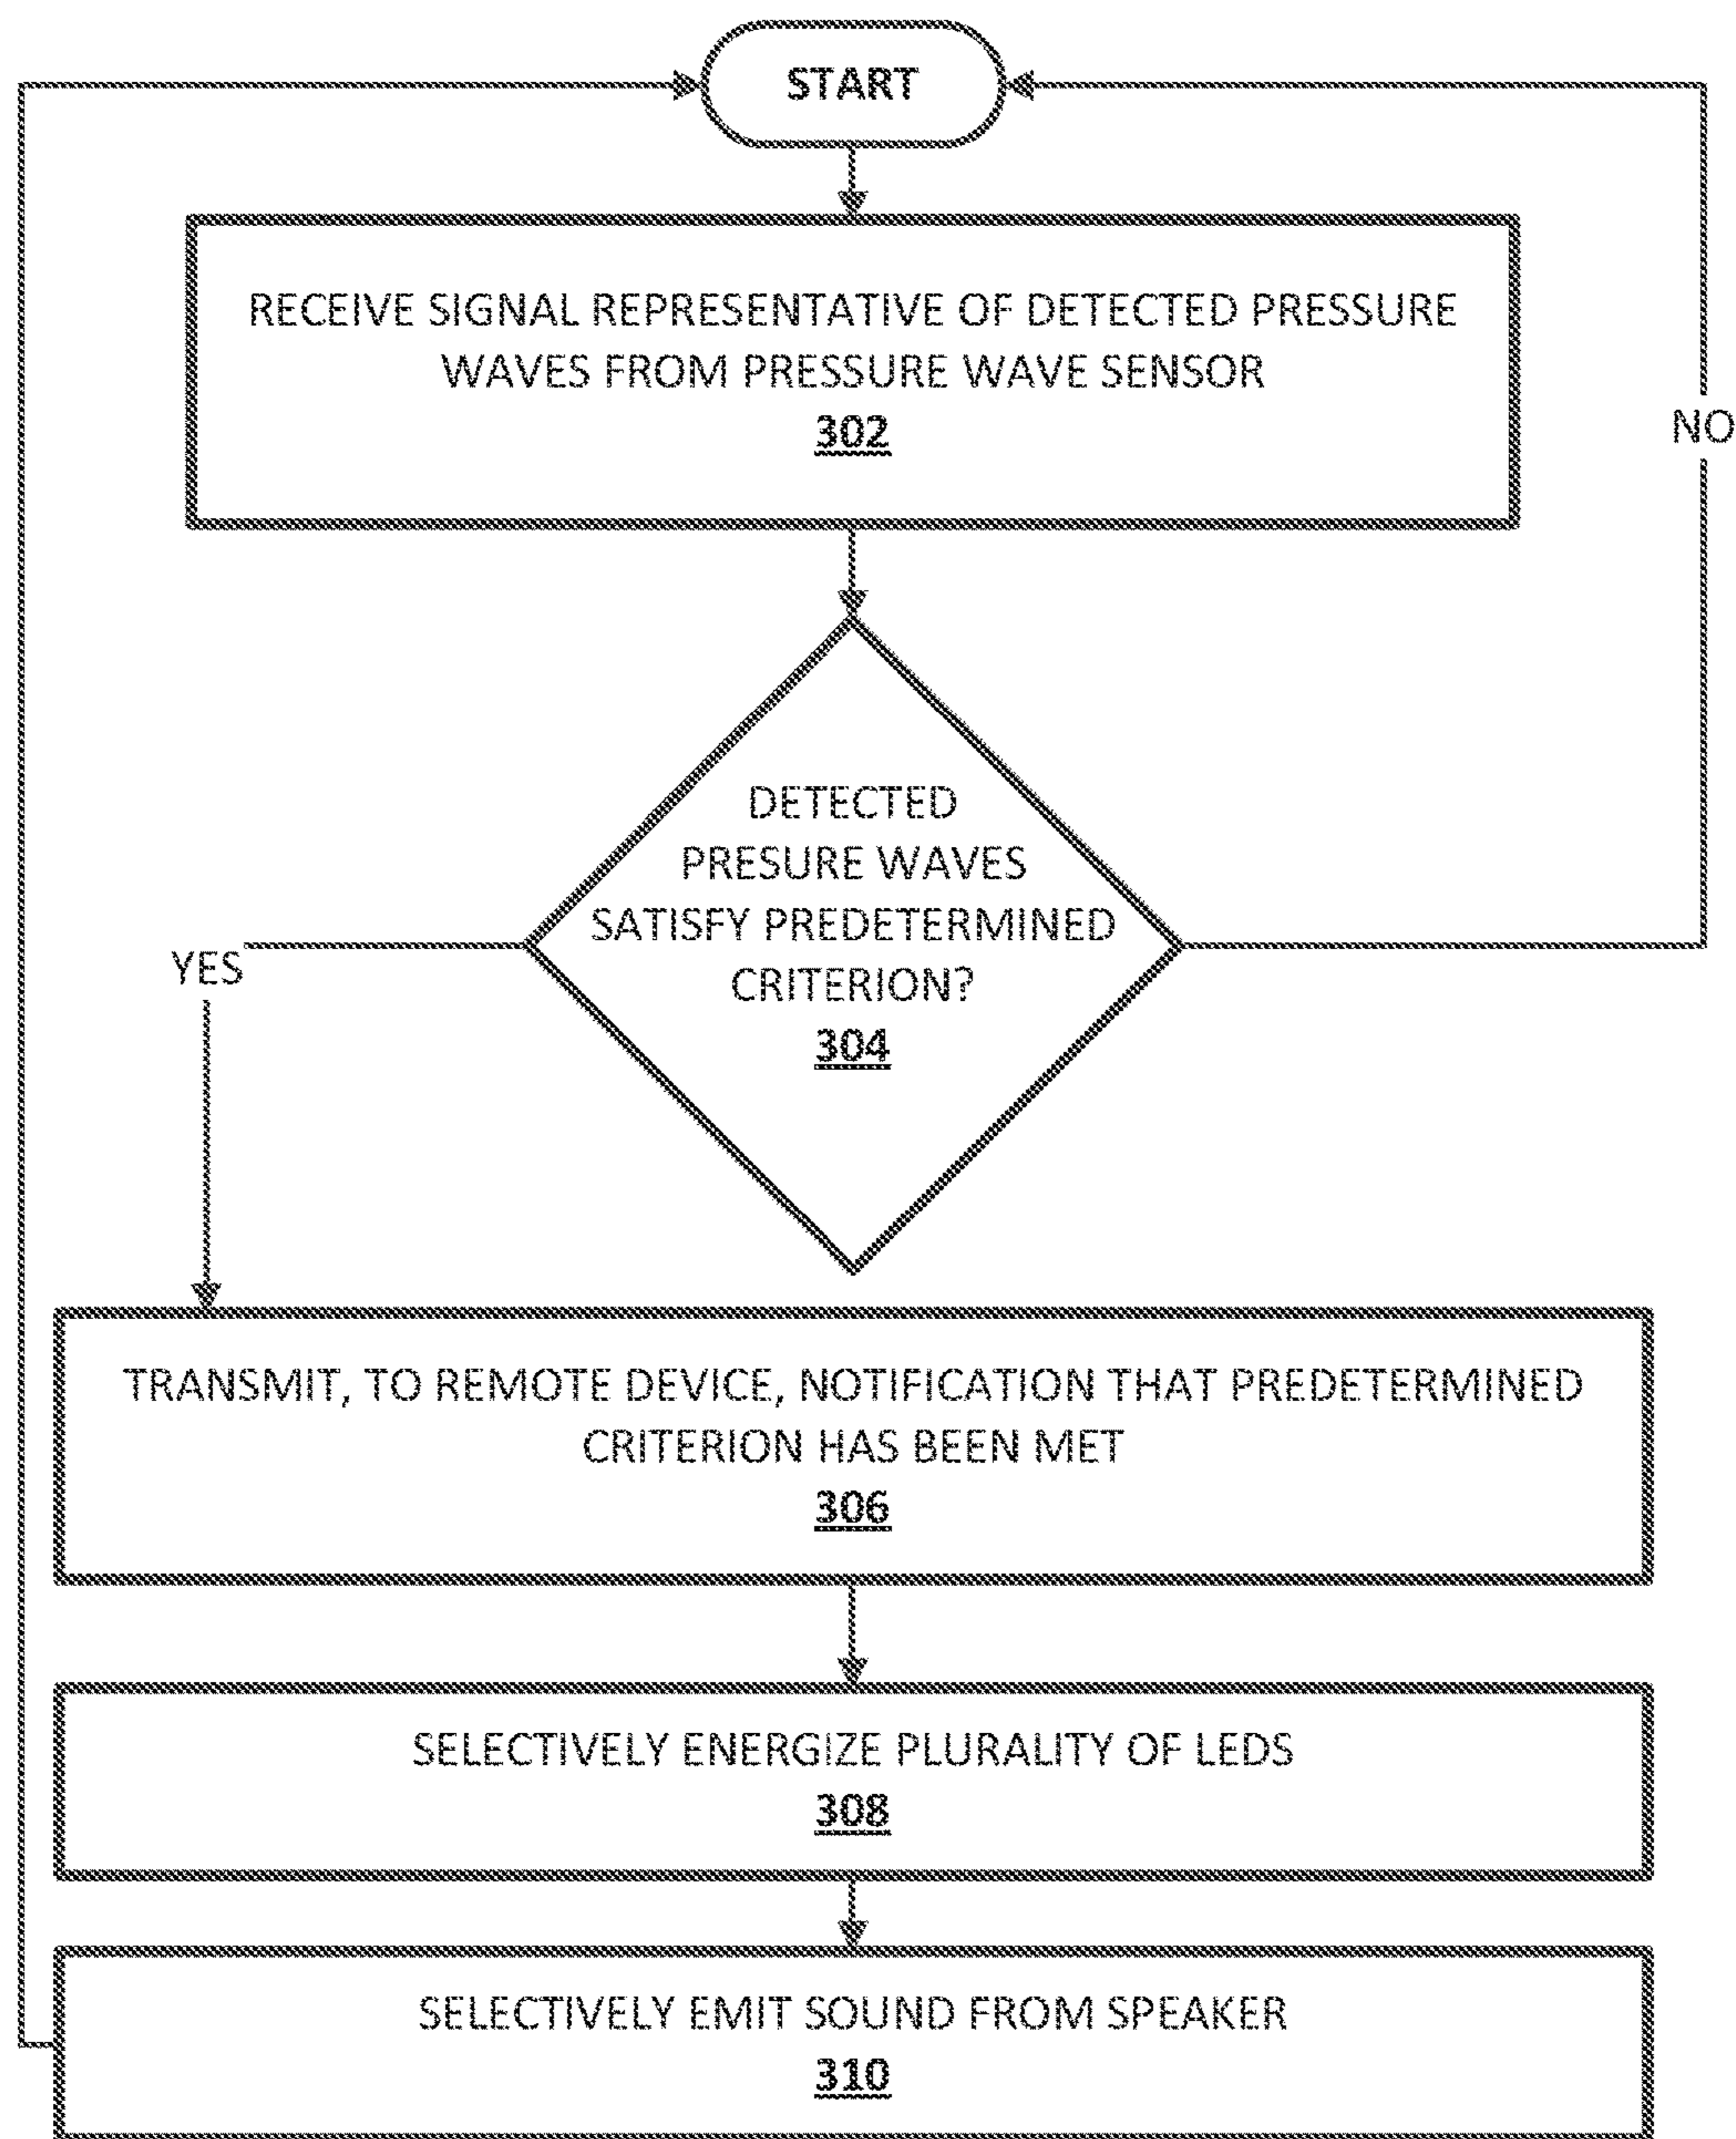 START
RECEIVE SIGNAL REPRESENTATIVE OF DETECTED PRESSURE
WAVES FROM PRESSURE WAVE SENSOR
302
NO
DETECTED
PRESURE WAVES
SATISFY PREDETERMINED
CRITERION?
304
YES
TRANSMIT, TO REMOTE DEVICE, NOTIFICATION THAT PREDETERMINED
CRITERION HAS BEEN MET
306
SELECTIVELY ENERGIZE PLURALITY OF LEDS
308
SELECTIVELY EMIT SOUND FROM SPEAKER
310